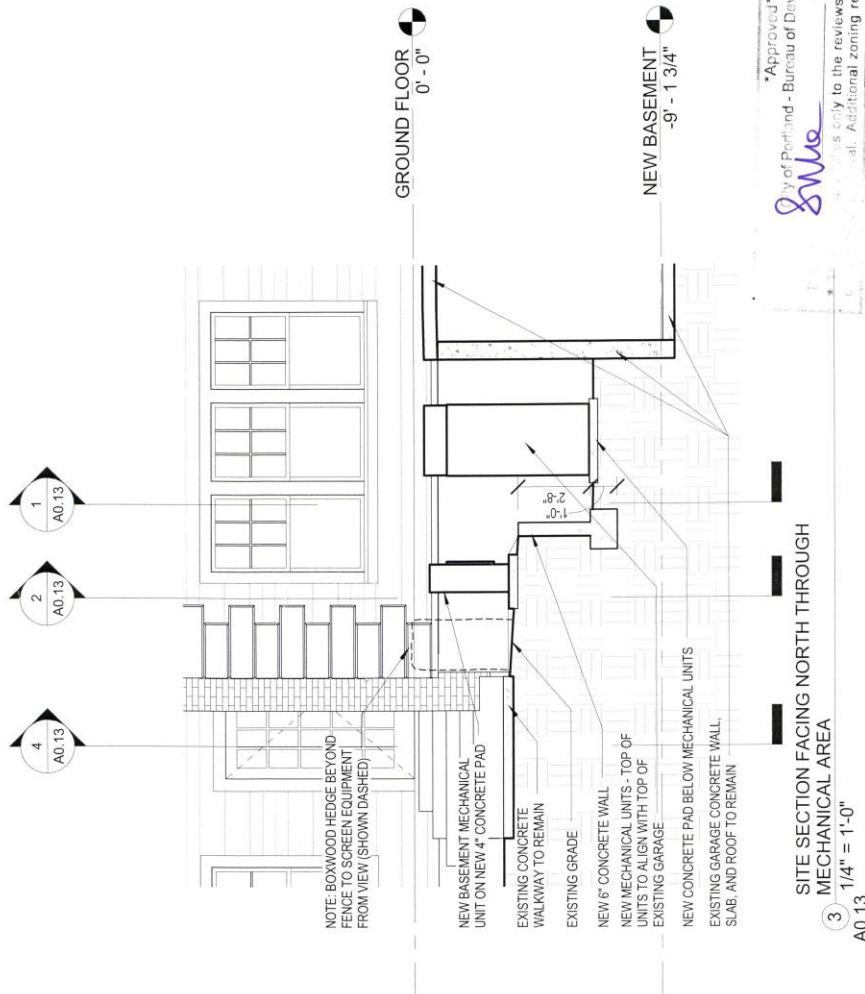 1
A0.13
2
A0.13
4
A0.13
GROUND FLOOR
0' - 0"
NEW BASEMENT
-9' - 1 3/4"
NOTE: BOXWOOD HEDGE BEYOND
FENCE TO SCREEN EQUIPMENT
FROM VIEW (SHOWN DASHED)
NEW BASEMENT MECHANICAL
UNIT ON NEW 4" CONCRETE PAD
EXISTING CONCRETE
WALKWAY TO REMAIN
EXISTING GRADE
NEW 6" CONCRETE WALL
NEW MECHANICAL UNITS - TOP OF
UNITS TO ALIGN WITH TOP OF
EXISTING GARAGE
NEW CONCRETE PAD BELOW MECHANICAL UNITS
EXISTING GARAGE CONCRETE WALL,
SLAB, AND ROOF TO REMAIN
2'-8"
1'-0"
SITE SECTION FACING NORTH THROUGH
MECHANICAL AREA
3
1/4" = 1'-0"
A0.13
*Approved*
City of Portland - Bureau of Dev
only to the reviews
Additional zoning re